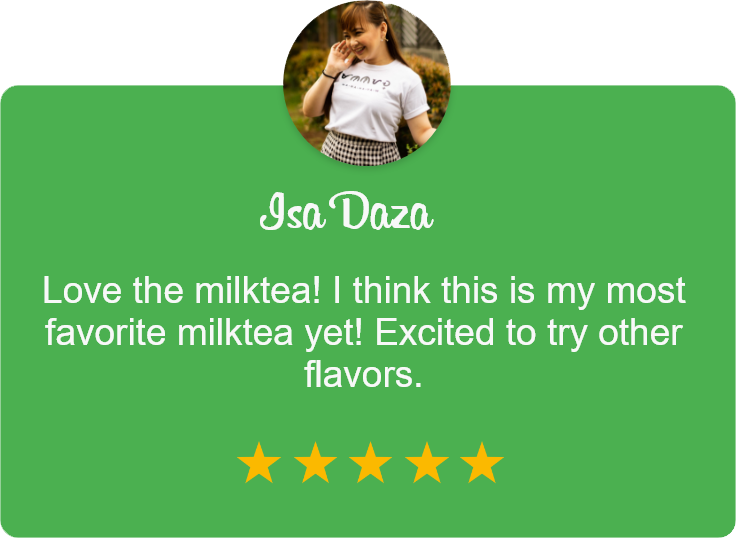 Isa Daza
Love the milktea! I think this is my most
favorite milktea yet! Excited to try other
flavors.